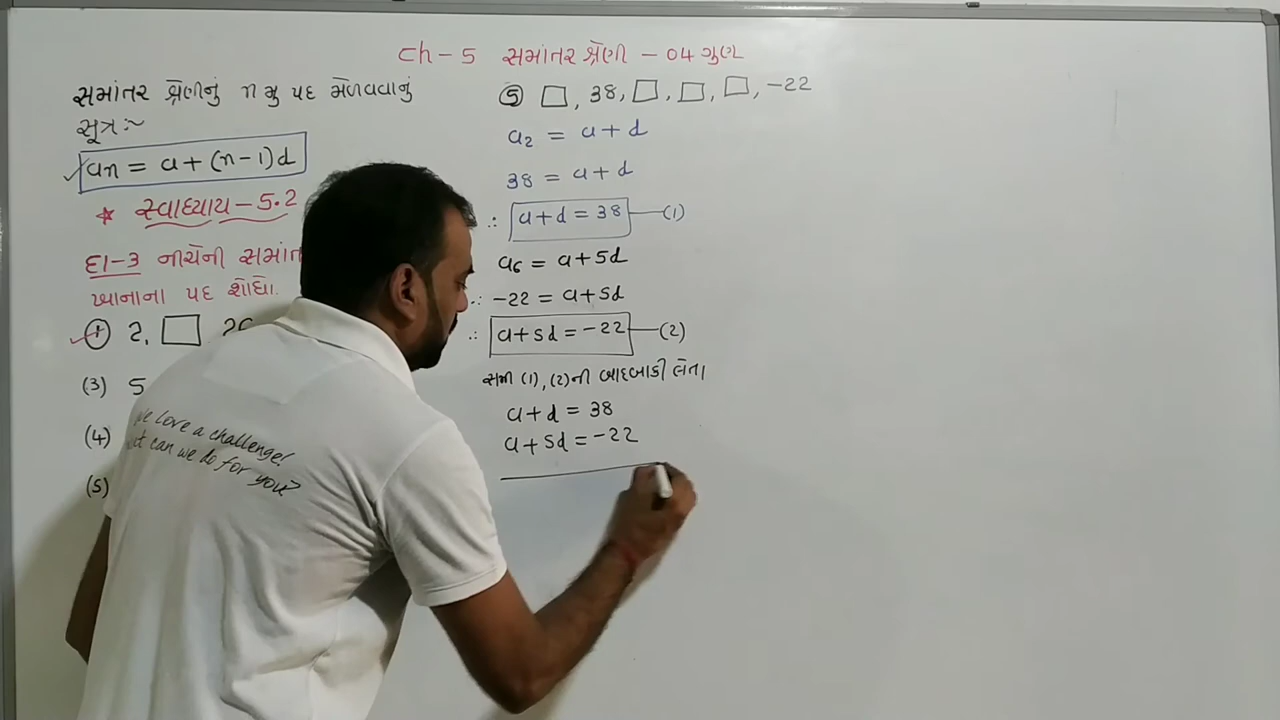 Ch - 5 સમાંતર શ્રેણી - 04 ગુણ
સમાંતર શ્રેણીનું n મુ પદ મેળવવાનું
સૂત્ર :~
an = a + (n-1)d
* સ્વાધ્યાય - 5.2
દા-3 નીચેની સમાંત
ખાનાના પદ શોધો.
(1) 2, □
(3) 5
(4)
(5)
We love a challenge!
can we do for you?
(5) □, 38, □, □, □, -22
a2 = a + d
38 = a + d
∴ a + d = 38 —(1)
a6 = a + 5d
∴ -22 = a + 5d
∴ a + 5d = -22 —(2)
સમી (1), (2)ની બાદબાકી લેતા
a + d = 38
a + 5d = -22